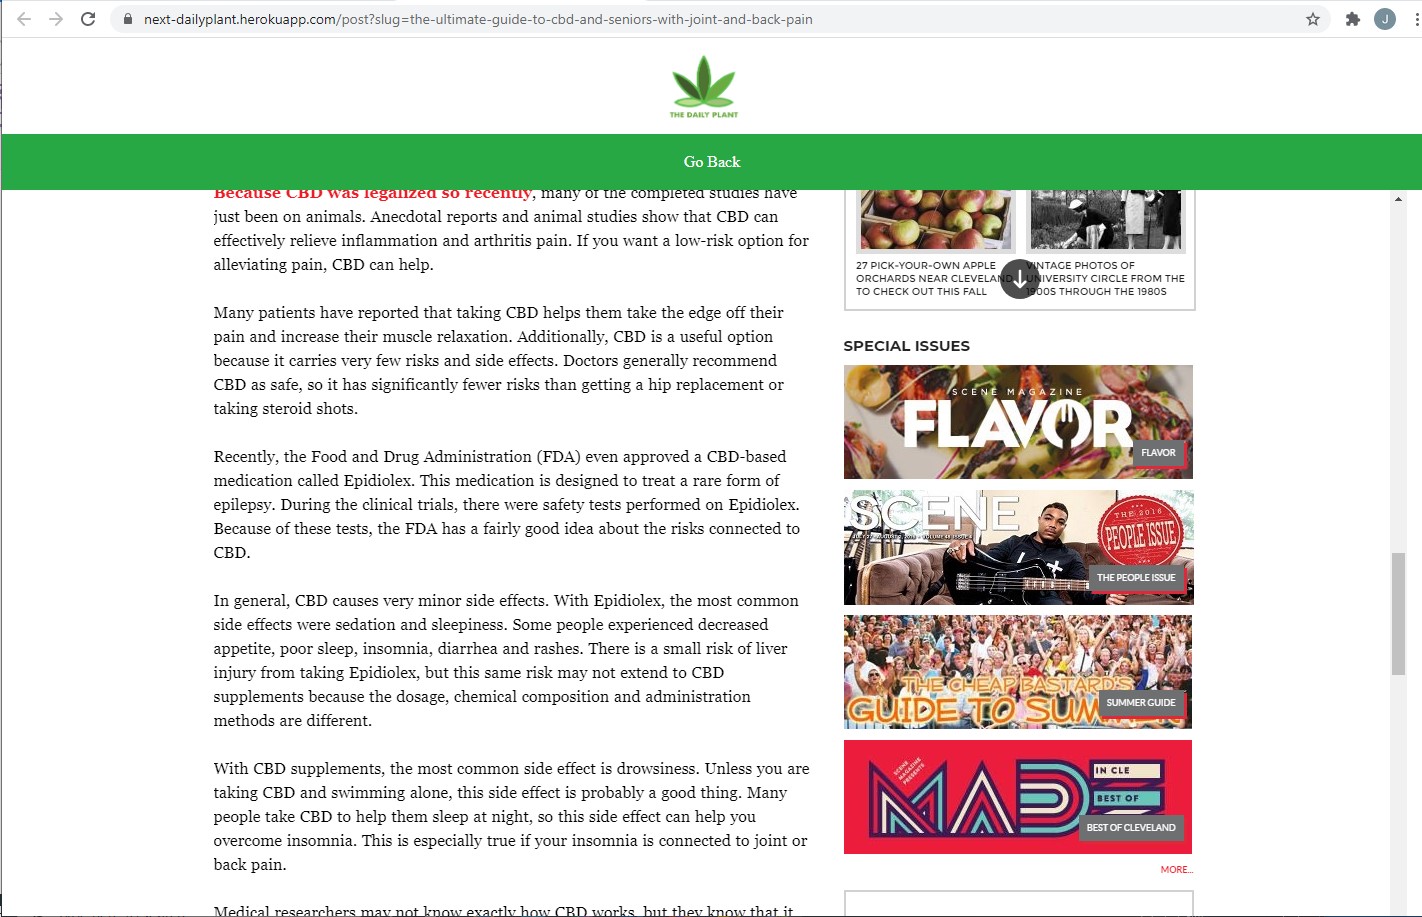 next-dailyplant.herokuapp.com/post?slug=the-ultimate-guide-to-cbd-and-seniors-with-joint-and-back-pain
J
THE DAILY PLANT
Go Back
Because CBD was legalized so recently, many of the completed studies have
just been on animals. Anecdotal reports and animal studies show that CBD can
effectively relieve inflammation and arthritis pain. If you want a low-risk option for
alleviating pain, CBD can help.
Many patients have reported that taking CBD helps them take the edge off their
pain and increase their muscle relaxation. Additionally, CBD is a useful option
because it carries very few risks and side effects. Doctors generally recommend
CBD as safe, so it has significantly fewer risks than getting a hip replacement or
taking steroid shots.
Recently, the Food and Drug Administration (FDA) even approved a CBD-based
medication called Epidiolex. This medication is designed to treat a rare form of
epilepsy. During the clinical trials, there were safety tests performed on Epidiolex.
Because of these tests, the FDA has a fairly good idea about the risks connected to
CBD.
In general, CBD causes very minor side effects. With Epidiolex, the most common
side effects were sedation and sleepiness. Some people experienced decreased
appetite, poor sleep, insomnia, diarrhea and rashes. There is a small risk of liver
injury from taking Epidiolex, but this same risk may not extend to CBD
supplements because the dosage, chemical composition and administration
methods are different.
With CBD supplements, the most common side effect is drowsiness. Unless you are
taking CBD and swimming alone, this side effect is probably a good thing. Many
people take CBD to help them sleep at night, so this side effect can help you
overcome insomnia. This is especially true if your insomnia is connected to joint or
back pain.
Medical researchers may not know exactly how CBD works, but they know that it
27 PICK-YOUR-OWN APPLE
ORCHARDS NEAR CLEVELAND
TO CHECK OUT THIS FALL
VINTAGE PHOTOS OF
UNIVERSITY CIRCLE FROM THE
1900S THROUGH THE 1980S
SPECIAL ISSUES
SCENE MAGAZINE
FLAVOR
FLAVOR
SCENE
THE 2016
PEOPLE ISSUE
THE PEOPLE ISSUE
THE CHEAP BASTARDS
GUIDE TO SUMMER
SUMMER GUIDE
SCENE
MAGAZINE
PRESENTS
MADE
IN CLE
BEST OF
BEST OF CLEVELAND
MORE...